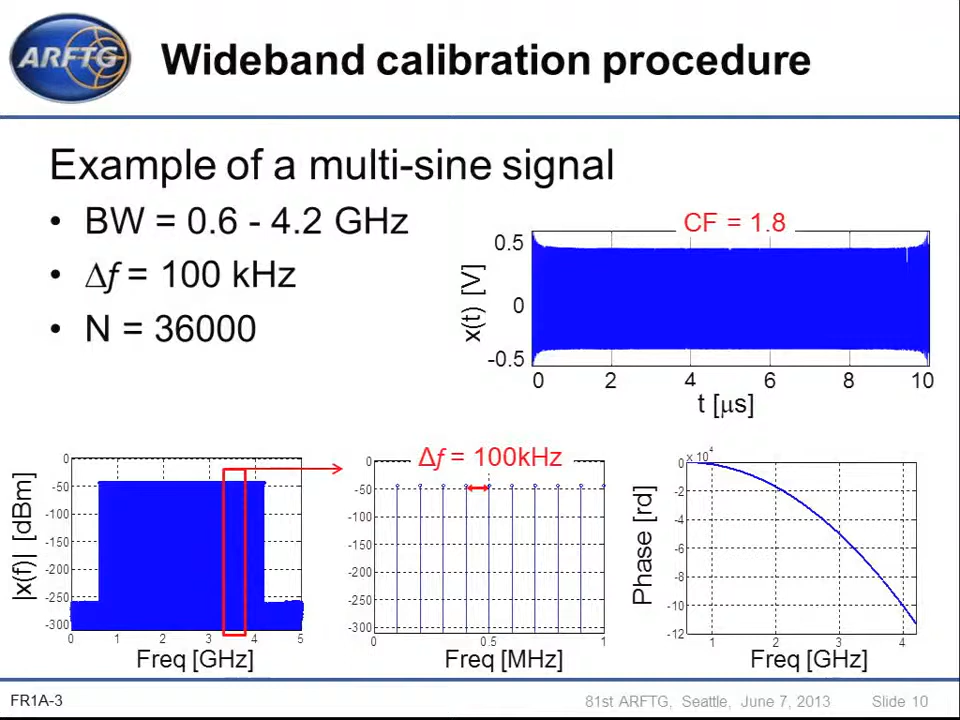 ARFTG
Wideband calibration procedure
Example of a multi-sine signal
• BW = 0.6 - 4.2 GHz
• Δf = 100 kHz
• N = 36000
CF = 1.8
x(t) [V]
0.5
0
-0.5
0 2 4 6 8 10
t [μs]
|x(f)| [dBm]
0
-50
-100
-150
-200
-250
-300
0 1 2 3 4 5
Freq [GHz]
Δf = 100kHz
0
-50
-100
-150
-200
-250
-300
0 0.5 1
Freq [MHz]
Phase [rd]
x 10^4
0
-2
-4
-6
-8
-10
-12
1 2 3 4
Freq [GHz]
FR1A-3
81st ARFTG, Seattle, June 7, 2013 Slide 10